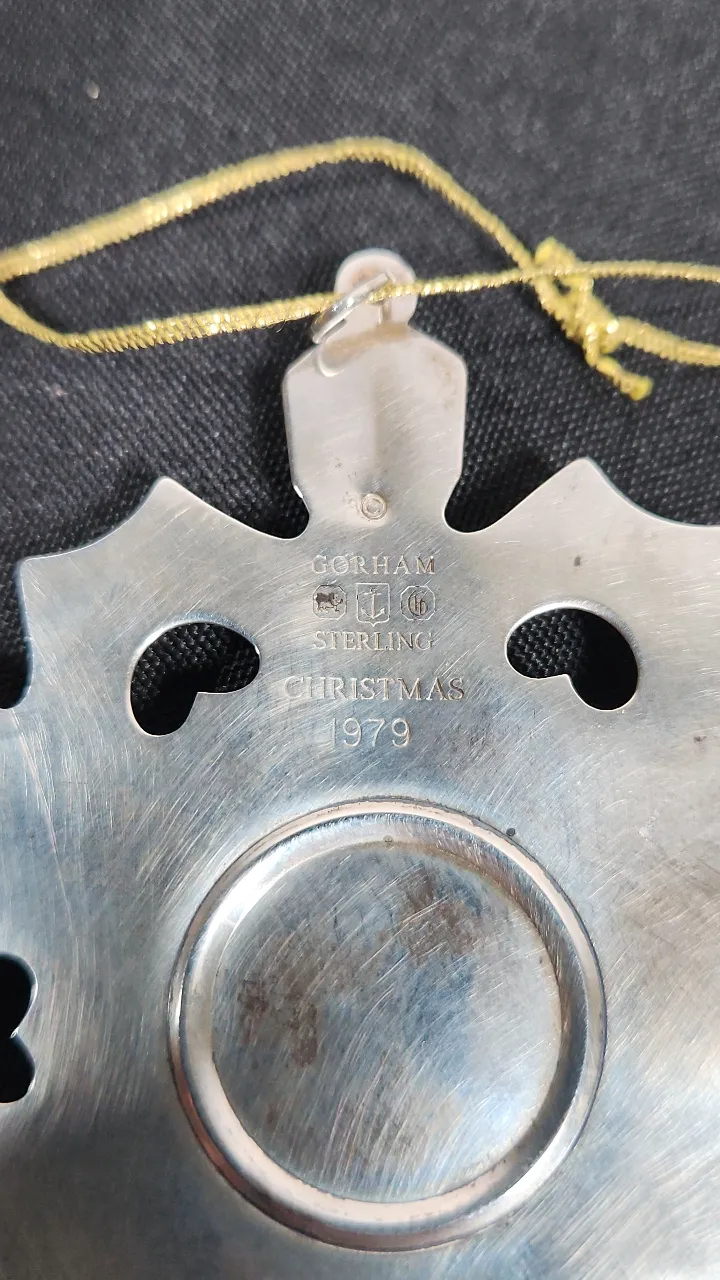 ©
GORHAM
STERLING
CHRISTMAS
1979